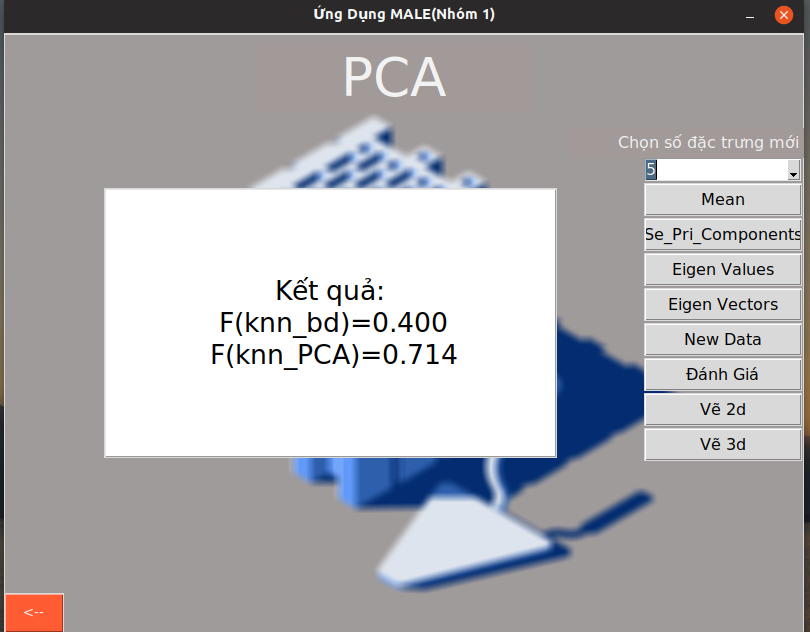 Ứng Dụng MALE(Nhóm 1)
PCA
Chọn số đặc trưng mới
5
Mean
Se_Pri_Components
Eigen Values
Eigen Vectors
New Data
Đánh Giá
Vẽ 2d
Vẽ 3d
Kết quả:
F(knn_bd)=0.400
F(knn_PCA)=0.714
<--